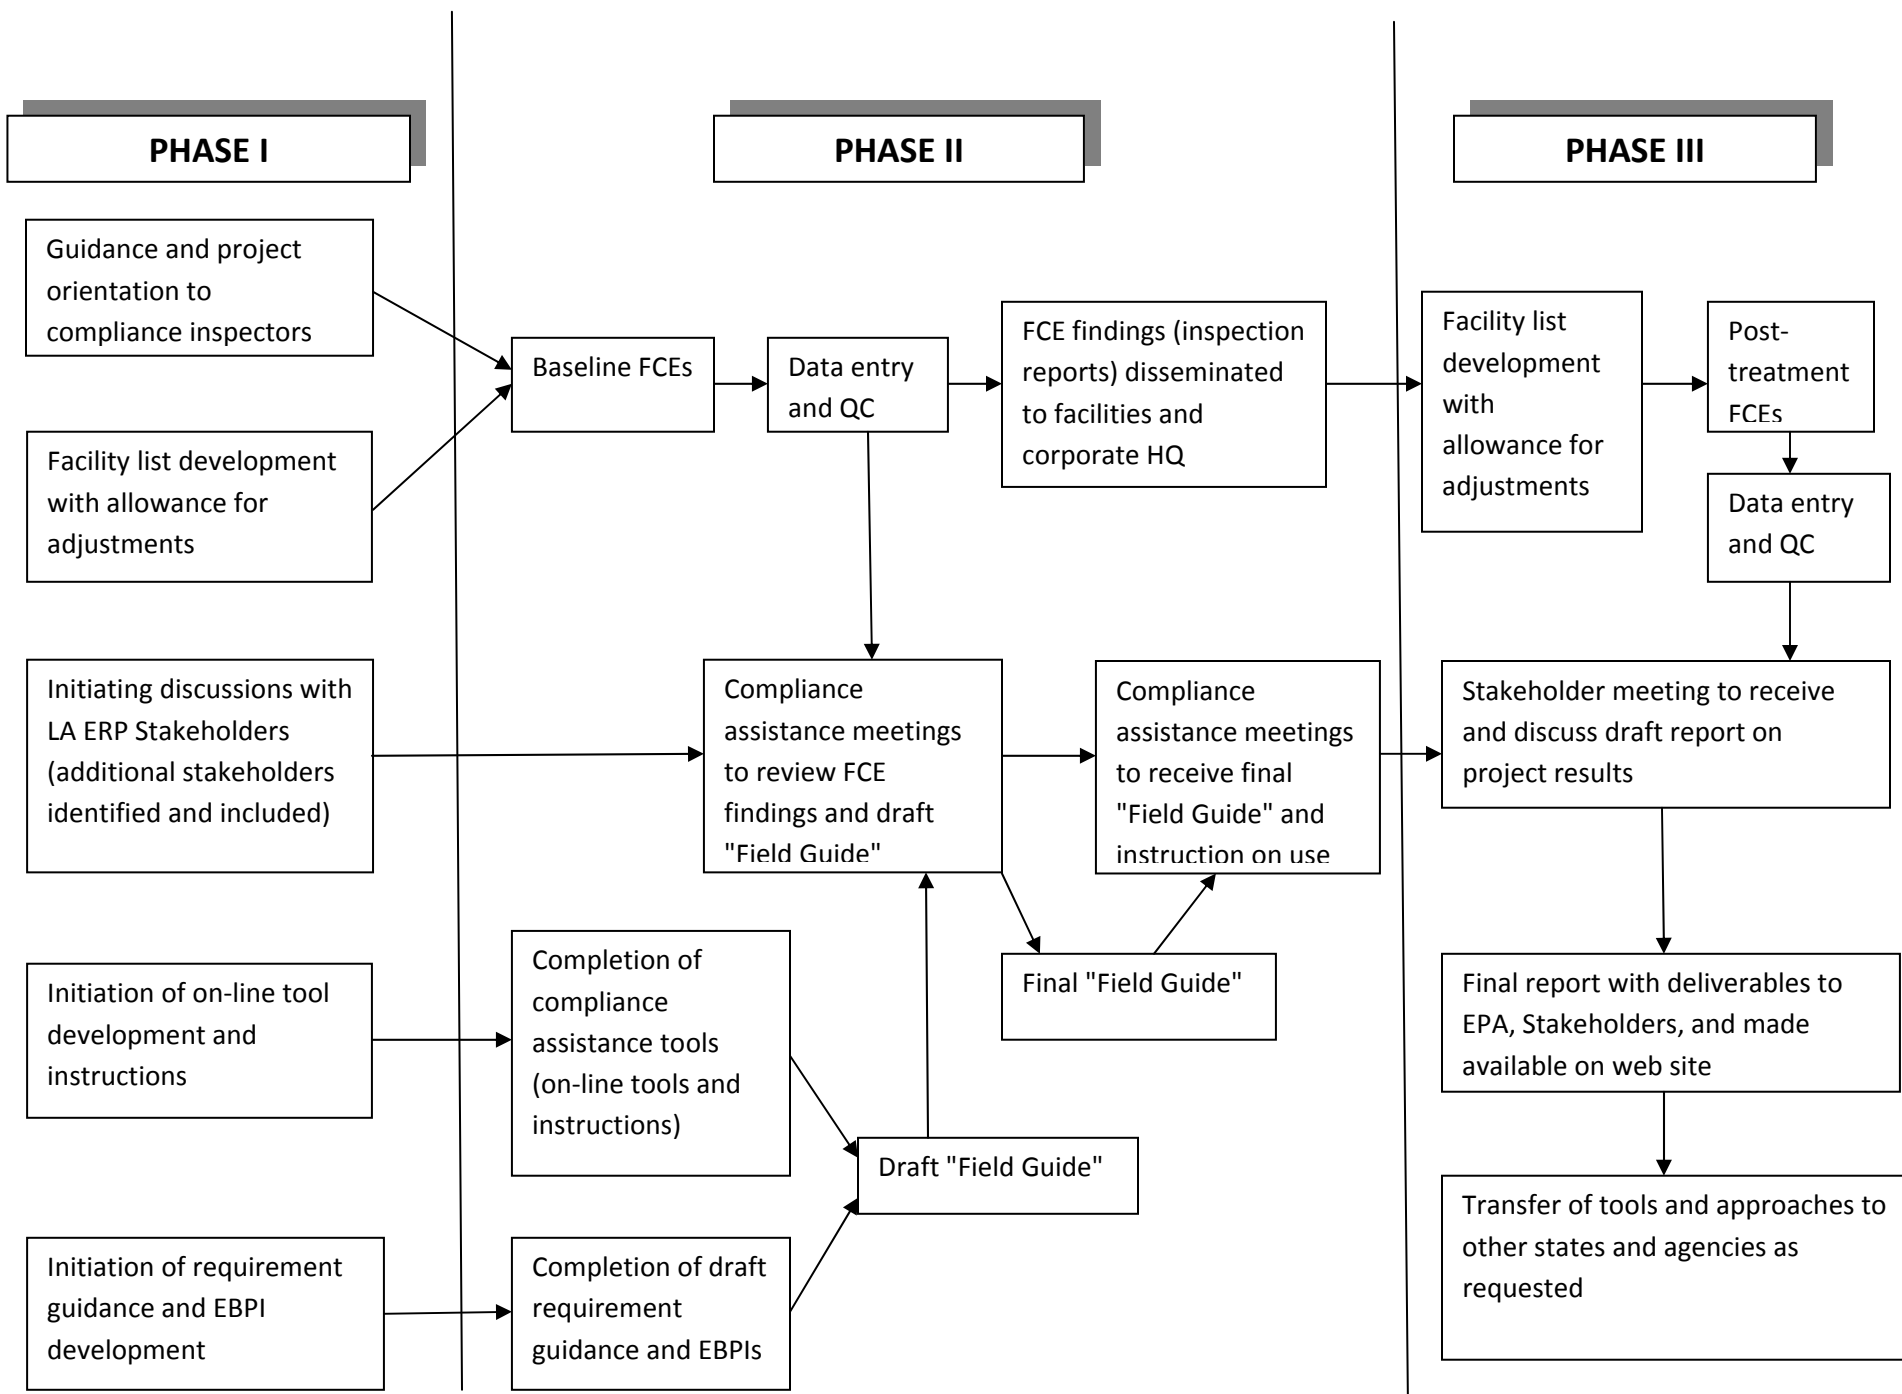 PHASE I
PHASE II
PHASE III
Guidance and project
orientation to
compliance inspectors
Facility list development
with allowance for
adjustments
Initiating discussions with
LA ERP Stakeholders
(additional stakeholders
identified and included)
Initiation of on-line tool
development and
instructions
Initiation of requirement
guidance and EBPI
development
Baseline FCEs
Data entry
and QC
FCE findings (inspection
reports) disseminated
to facilities and
corporate HQ
Compliance
assistance meetings
to review FCE
findings and draft
"Field Guide"
Compliance
assistance meetings
to receive final
"Field Guide" and
instruction on use
Completion of
compliance
assistance tools
(on-line tools and
instructions)
Final "Field Guide"
Draft "Field Guide"
Completion of draft
requirement
guidance and EBPIs
Facility list
development
with
allowance for
adjustments
Post-
treatment
FCEs
Data entry
and QC
Stakeholder meeting to receive
and discuss draft report on
project results
Final report with deliverables to
EPA, Stakeholders, and made
available on web site
Transfer of tools and approaches to
other states and agencies as
requested